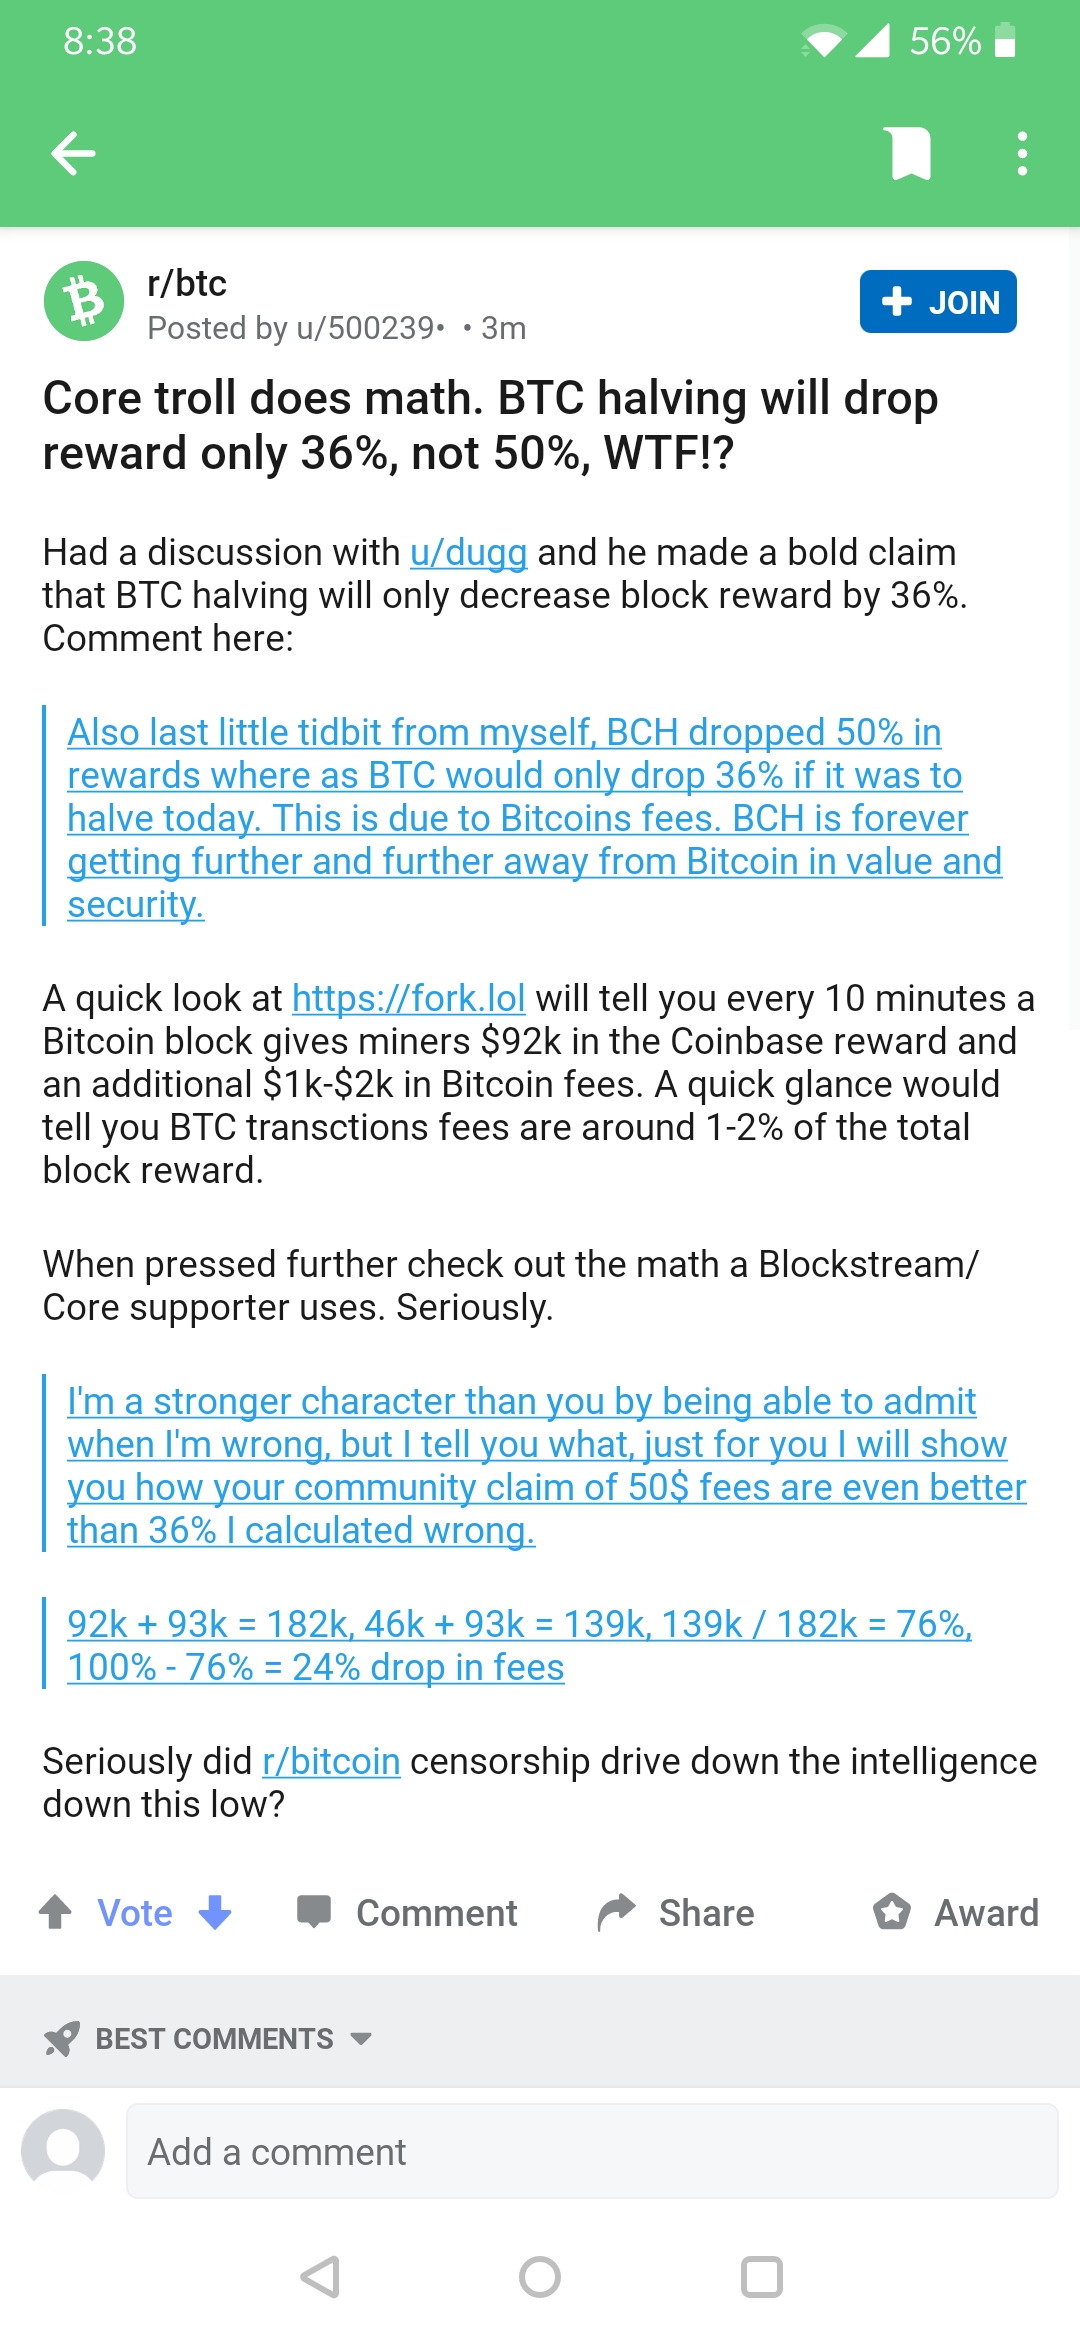 8:38
56%
r/btc
Posted by u/500239• • 3m
JOIN
Core troll does math. BTC halving will drop
reward only 36%, not 50%, WTF!?
Had a discussion with u/dugg and he made a bold claim
that BTC halving will only decrease block reward by 36%.
Comment here:
Also last little tidbit from myself, BCH dropped 50% in
rewards where as BTC would only drop 36% if it was to
halve today. This is due to Bitcoins fees. BCH is forever
getting further and further away from Bitcoin in value and
security.
A quick look at https://fork.lol will tell you every 10 minutes a
Bitcoin block gives miners $92k in the Coinbase reward and
an additional $1k-$2k in Bitcoin fees. A quick glance would
tell you BTC transctions fees are around 1-2% of the total
block reward.
When pressed further check out the math a Blockstream/
Core supporter uses. Seriously.
I'm a stronger character than you by being able to admit
when I'm wrong, but I tell you what, just for you I will show
you how your community claim of 50$ fees are even better
than 36% I calculated wrong.
92k + 93k = 182k, 46k + 93k = 139k, 139k / 182k = 76%,
100% - 76% = 24% drop in fees
Seriously did r/bitcoin censorship drive down the intelligence
down this low?
Vote
Comment
Share
Award
BEST COMMENTS
Add a comment